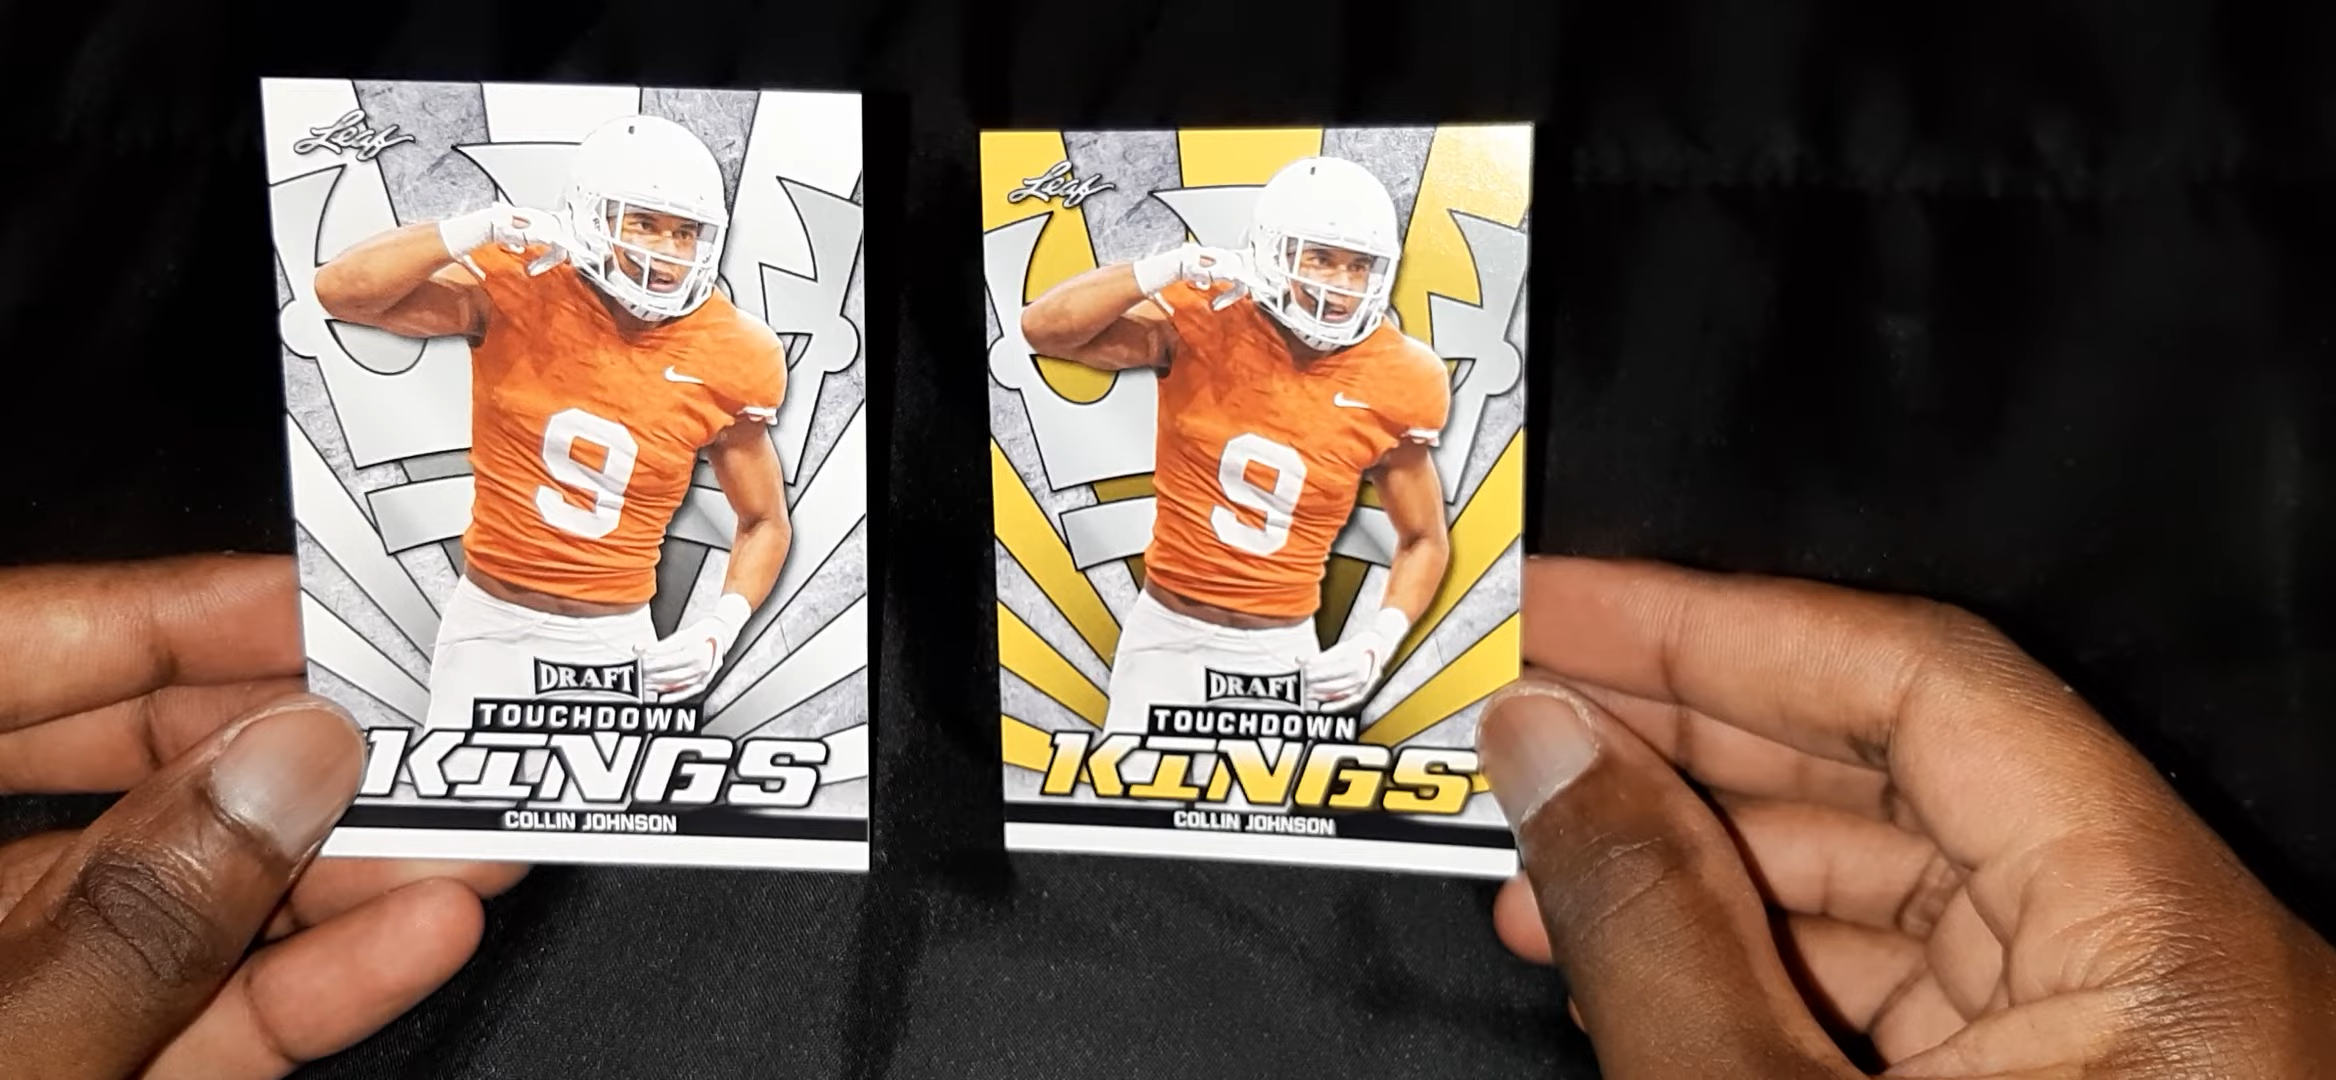 Leaf
9
DRAFT
TOUCHDOWN
KINGS
COLLIN JOHNSON
Leaf
9
DRAFT
TOUCHDOWN
KINGS
COLLIN JOHNSON